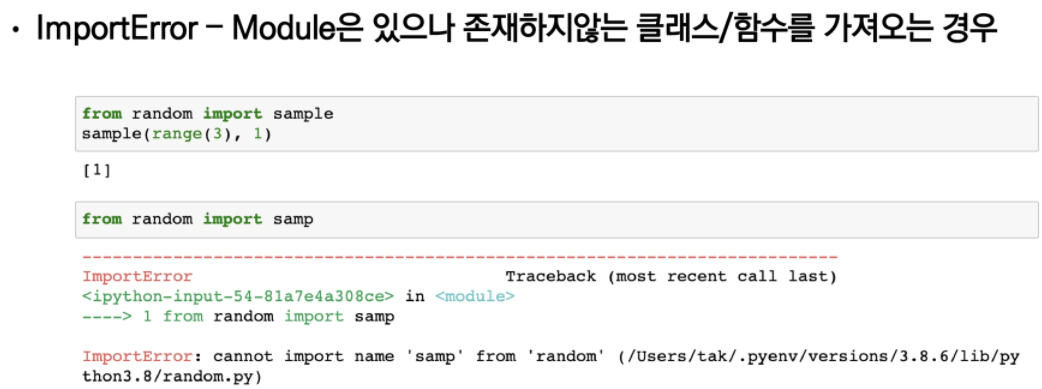 • ImportError – Module은 있으나 존재하지않는 클래스/함수를 가져오는 경우
from random import sample
sample(range(3), 1)
[1]
from random import samp
---------------------------------------------------------------------------
ImportError Traceback (most recent call last)
<ipython-input-54-81a7e4a308ce> in <module>
----> 1 from random import samp
ImportError: cannot import name 'samp' from 'random' (/Users/tak/.pyenv/versions/3.8.6/lib/py
thon3.8/random.py)